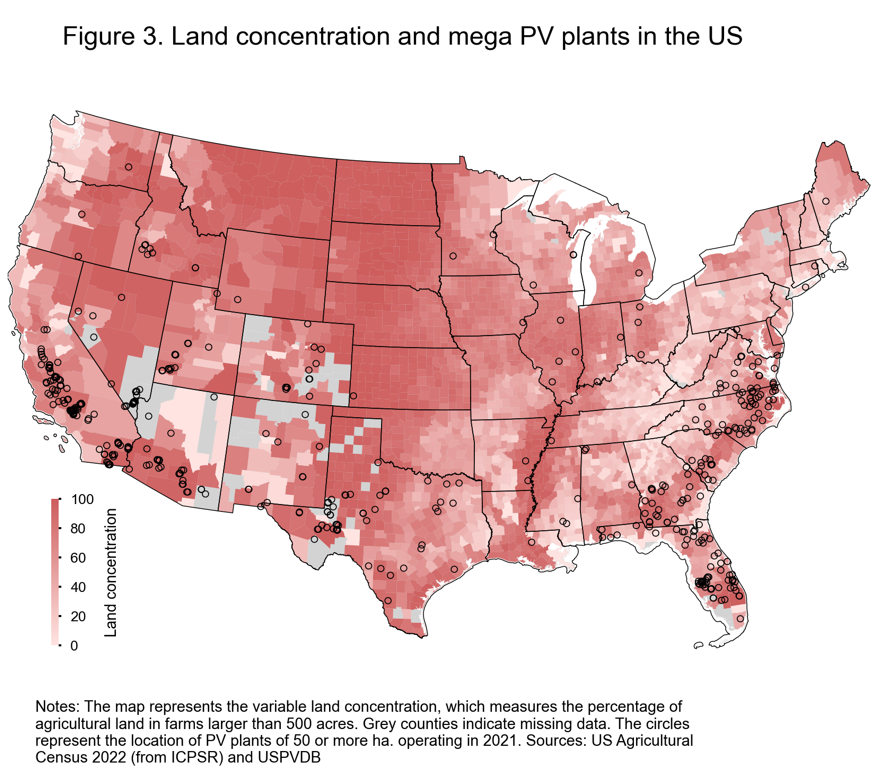 Figure 3. Land concentration and mega PV plants in the US
100
80
60
40
20
0
Land concentration
Notes: The map represents the variable land concentration, which measures the percentage of
agricultural land in farms larger than 500 acres. Grey counties indicate missing data. The circles
represent the location of PV plants of 50 or more ha. operating in 2021. Sources: US Agricultural
Census 2022 (from ICPSR) and USPVDB